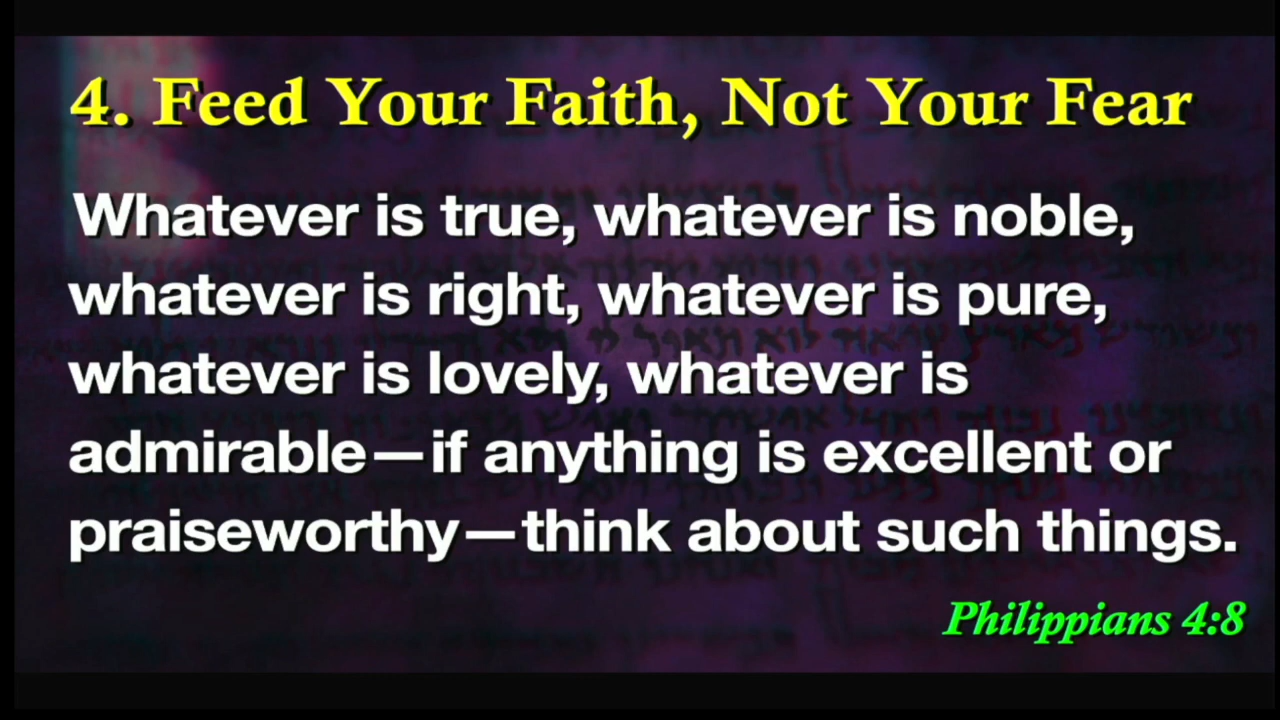 4. Feed Your Faith, Not Your Fear
Whatever is true, whatever is noble,
whatever is right, whatever is pure,
whatever is lovely, whatever is
admirable—if anything is excellent or
praiseworthy—think about such things.
Philippians 4:8